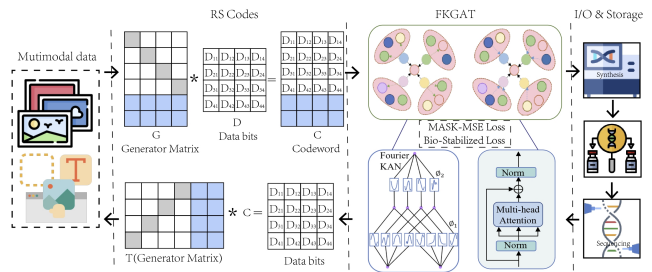 RS Codes
FKGAT
I/O & Storage
Mutimodal data
T
*
=
D₁₁ D₁₂ D₁₃ D₁₄
D₂₁ D₂₂ D₂₃ D₂₄
D₃₁ D₃₂ D₃₃ D₃₄
D₄₁ D₄₂ D₄₃ D₄₄
D₁₁ D₁₂ D₁₃ D₁₄
D₂₁ D₂₂ D₂₃ D₂₄
D₃₁ D₃₂ D₃₃ D₃₄
D₄₁ D₄₂ D₄₃ D₄₄
G
Generator Matrix
D
Data bits
C
Codeword
MASK-MSE Loss
Bio-Stabilized Loss
Synthesis
Fourier
KAN
ø₂
ø₁
Norm
Multi-head
Attention
Norm
Sequencing
* C =
D₁₁ D₁₂ D₁₃ D₁₄
D₂₁ D₂₂ D₂₃ D₂₄
D₃₁ D₃₂ D₃₃ D₃₄
D₄₁ D₄₂ D₄₃ D₄₄
T(Generator Matrix)
Data bits